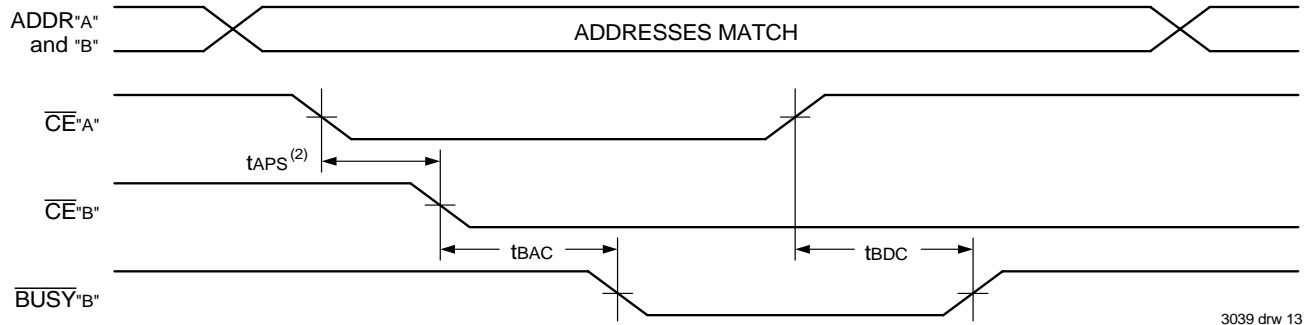 ADDR"A"
and "B"
ADDRESSES MATCH
CE"A"
tAPS(2)
CE"B"
tBAC
tBDC
BUSY"B"
3039 drw 13